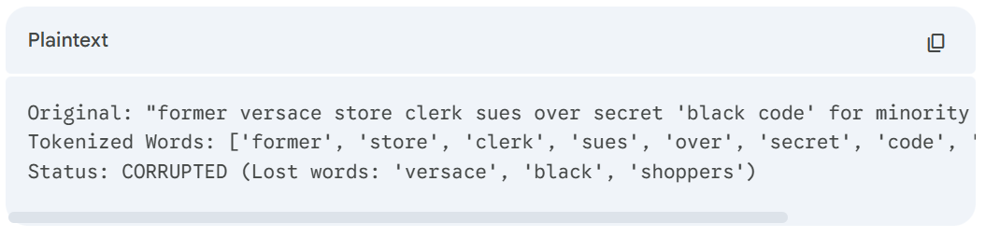 Plaintext
Original: "former versace store clerk sues over secret 'black code' for minority
Tokenized Words: ['former', 'store', 'clerk', 'sues', 'over', 'secret', 'code', '
Status: CORRUPTED (Lost words: 'versace', 'black', 'shoppers')